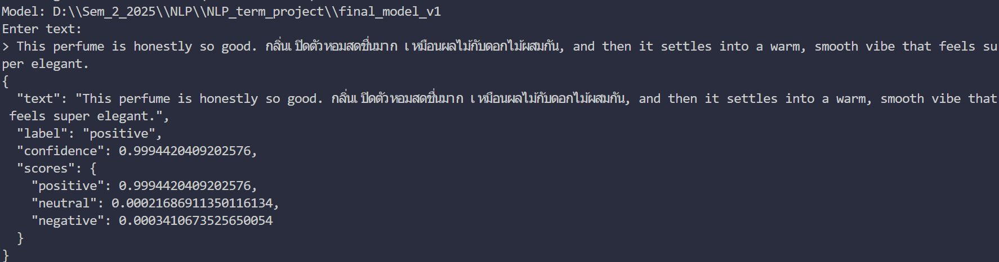 Model: D:\\Sem_2_2025\\NLP\\NLP_term_project\\final_model_v1
Enter text:
> This perfume is honestly so good. กลิ่นเปิดตัวหอมสดชื่นมาก เหมือนผลไม้กับดอกไม้ผสมกัน, and then it settles into a warm, smooth vibe that feels su
per elegant.
{
  "text": "This perfume is honestly so good. กลิ่นเปิดตัวหอมสดชื่นมาก เหมือนผลไม้กับดอกไม้ผสมกัน, and then it settles into a warm, smooth vibe that
 feels super elegant.",
  "label": "positive",
  "confidence": 0.9994420409202576,
  "scores": {
    "positive": 0.9994420409202576,
    "neutral": 0.00021686911350116134,
    "negative": 0.0003410673525650054
  }
}